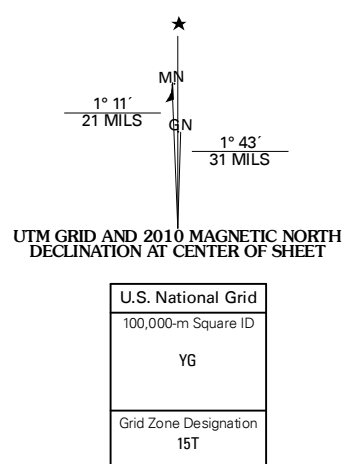 MN
1° 11´
21 MILS
GN
1° 43´
31 MILS
UTM GRID AND 2010 MAGNETIC NORTH
DECLINATION AT CENTER OF SHEET
U.S. National Grid
100,000-m Square ID
YG
Grid Zone Designation
15T